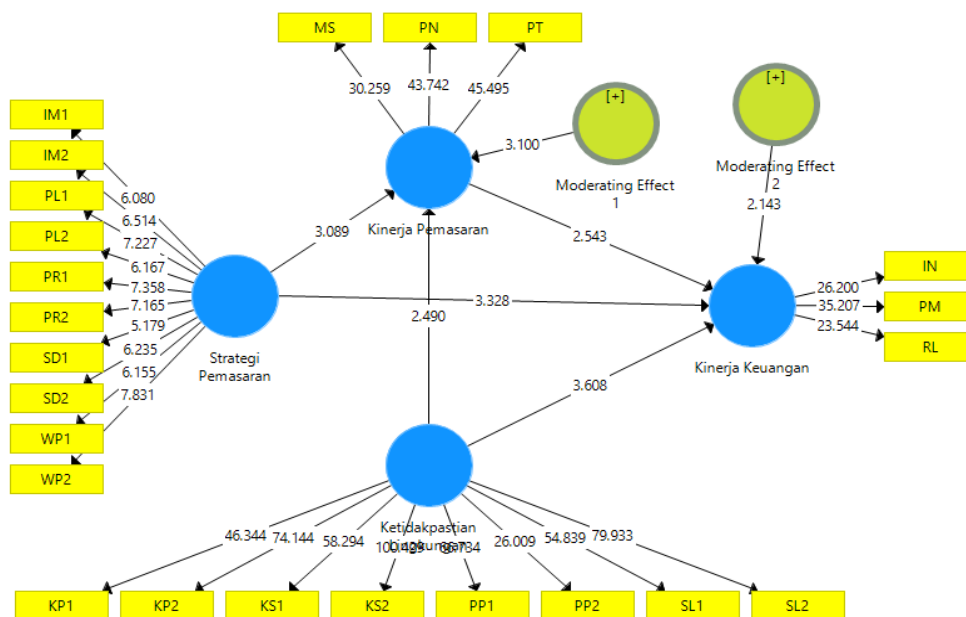 MS
PN
PT
30.259
43.742
45.495
[+]
[+]
3.100
Moderating Effect
1
Moderating Effect
2
2.143
Kinerja Pemasaran
IM1
IM2
PL1
PL2
PR1
PR2
SD1
SD2
WP1
WP2
6.080
6.514
7.227
6.167
7.358
7.165
5.179
6.235
6.155
7.831
Strategi
Pemasaran
3.089
3.328
2.490
2.543
3.608
Kinerja Keuangan
26.200
35.207
23.544
IN
PM
RL
Ketidakpastian
46.344
74.144
58.294
26.009
54.839
79.933
KP1
KP2
KS1
KS2
PP1
PP2
SL1
SL2